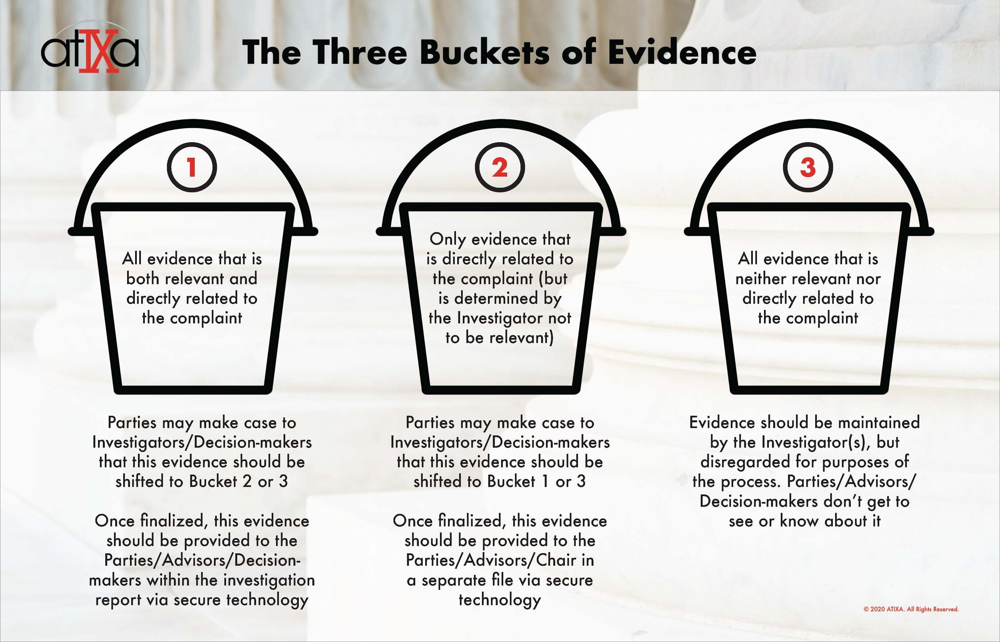 atIXa
The Three Buckets of Evidence
1
All evidence that is
both relevant and
directly related to
the complaint
Parties may make case to
Investigators/Decision-makers
that this evidence should be
shifted to Bucket 2 or 3
Once finalized, this evidence
should be provided to the
Parties/Advisors/Decision-
makers within the investigation
report via secure technology
2
Only evidence that
is directly related to
the complaint (but
is determined by
the Investigator not
to be relevant)
Parties may make case to
Investigators/Decision-makers
that this evidence should be
shifted to Bucket 1 or 3
Once finalized, this evidence
should be provided to the
Parties/Advisors/Chair in
a separate file via secure
technology
3
All evidence that is
neither relevant nor
directly related to
the complaint
Evidence should be maintained
by the Investigator(s), but
disregarded for purposes of
the process. Parties/Advisors/
Decision-makers don’t get to
see or know about it
© 2020 ATIXA. All Rights Reserved.